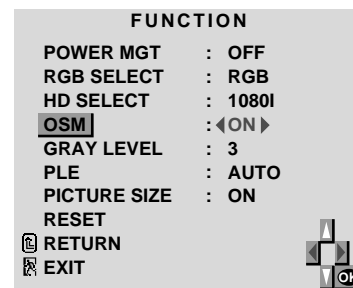 FUNCTION
POWER MGT : OFF
RGB SELECT : RGB
HD SELECT : 1080I
OSM : ON
GRAY LEVEL : 3
PLE : AUTO
PICTURE SIZE : ON
RESET
RETURN
EXIT
OK